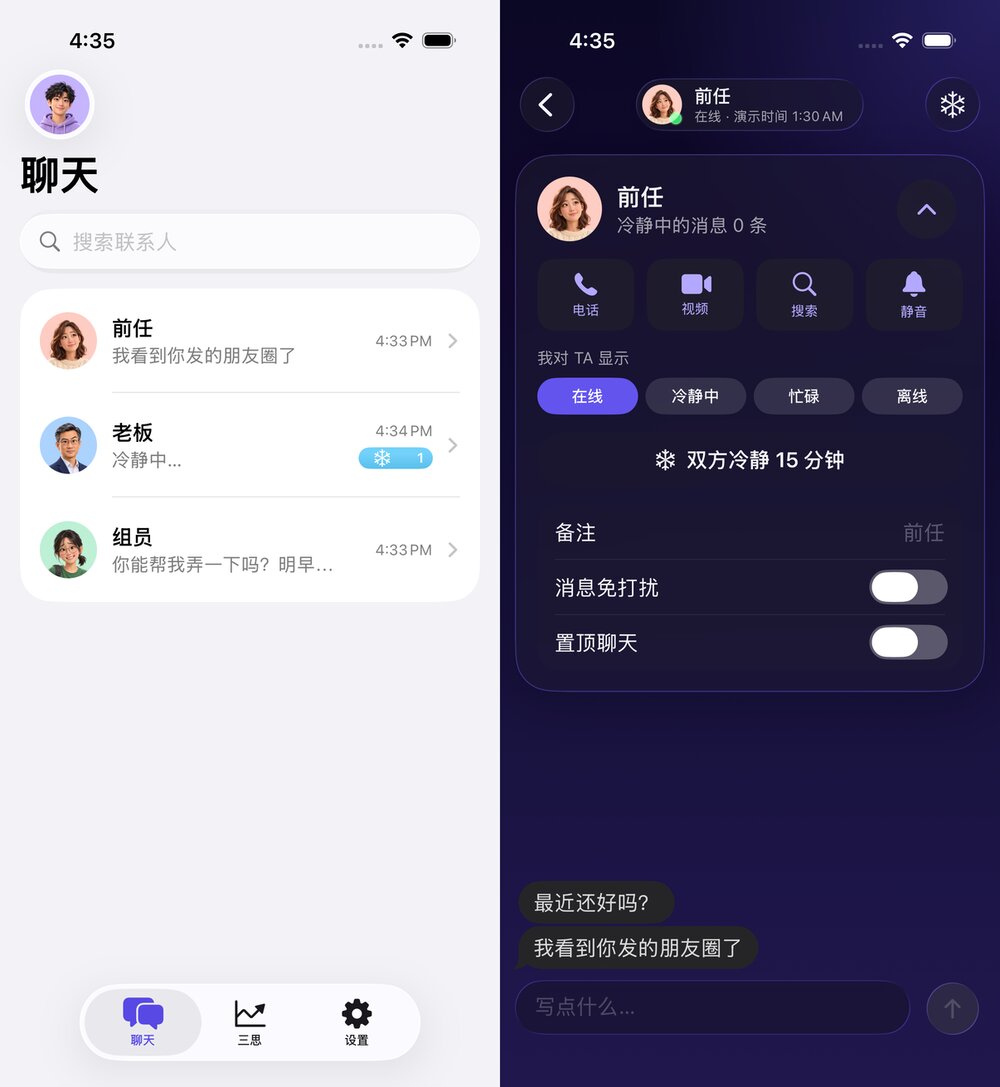 4:35
聊天
搜索联系人
前任
4:33 PM
我看到你发的朋友圈了
老板
4:34 PM
冷静中...
1
组员
4:33 PM
你能帮我弄一下吗？明早...
聊天
三思
设置
4:35
前任
在线 · 演示时间 1:30 AM
前任
冷静中的消息 0 条
电话
视频
搜索
静音
我对 TA 显示
在线
冷静中
忙碌
离线
双方冷静 15 分钟
备注
前任
消息免打扰
置顶聊天
最近还好吗？
我看到你发的朋友圈了
写点什么...